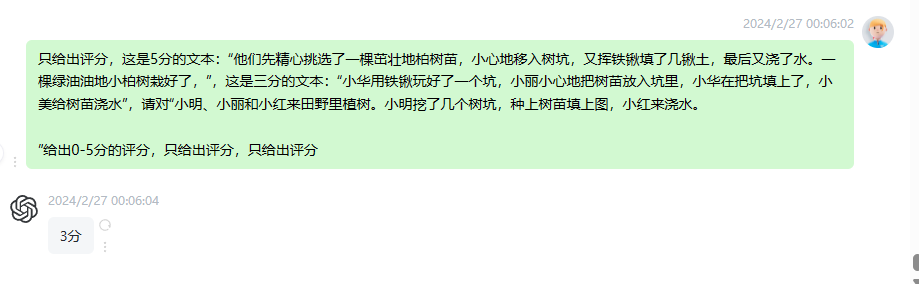 2024/2/27 00:06:02
只给出评分，这是5分的文本：“他们先精心挑选了一棵茁壮地柏树苗，小心地移入树坑，又挥铁锹填了几锹土，最后又浇了水。一
棵绿油油地小柏树栽好了，”，这是三分的文本：“小华用铁锹玩好了一个坑，小丽小心地把树苗放入坑里，小华在把坑填上了，小
美给树苗浇水”，请对“小明、小丽和小红来田野里植树。小明挖了几个树坑，种上树苗填上图，小红来浇水。
”给出0-5分的评分，只给出评分，只给出评分
2024/2/27 00:06:04
3分